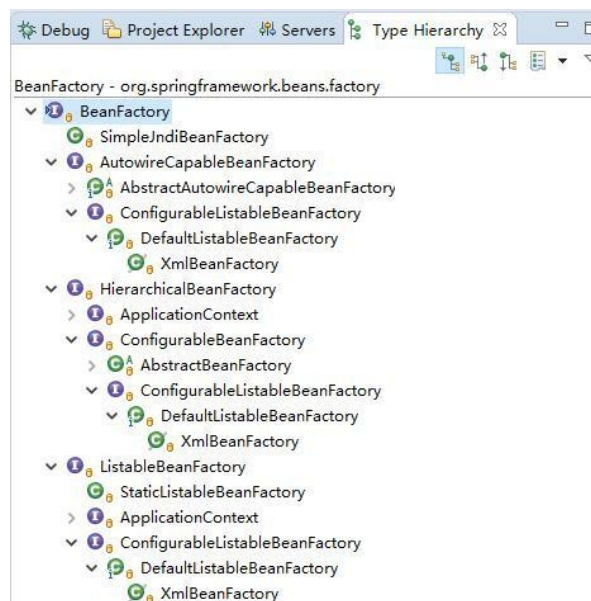 Debug Project Explorer Servers Type Hierarchy
BeanFactory - org.springframework.beans.factory
BeanFactory
SimpleJndiBeanFactory
AutowireCapableBeanFactory
AbstractAutowireCapableBeanFactory
ConfigurableListableBeanFactory
DefaultListableBeanFactory
XmlBeanFactory
HierarchicalBeanFactory
ApplicationContext
ConfigurableBeanFactory
AbstractBeanFactory
ConfigurableListableBeanFactory
DefaultListableBeanFactory
XmlBeanFactory
ListableBeanFactory
StaticListableBeanFactory
ApplicationContext
ConfigurableListableBeanFactory
DefaultListableBeanFactory
XmlBeanFactory